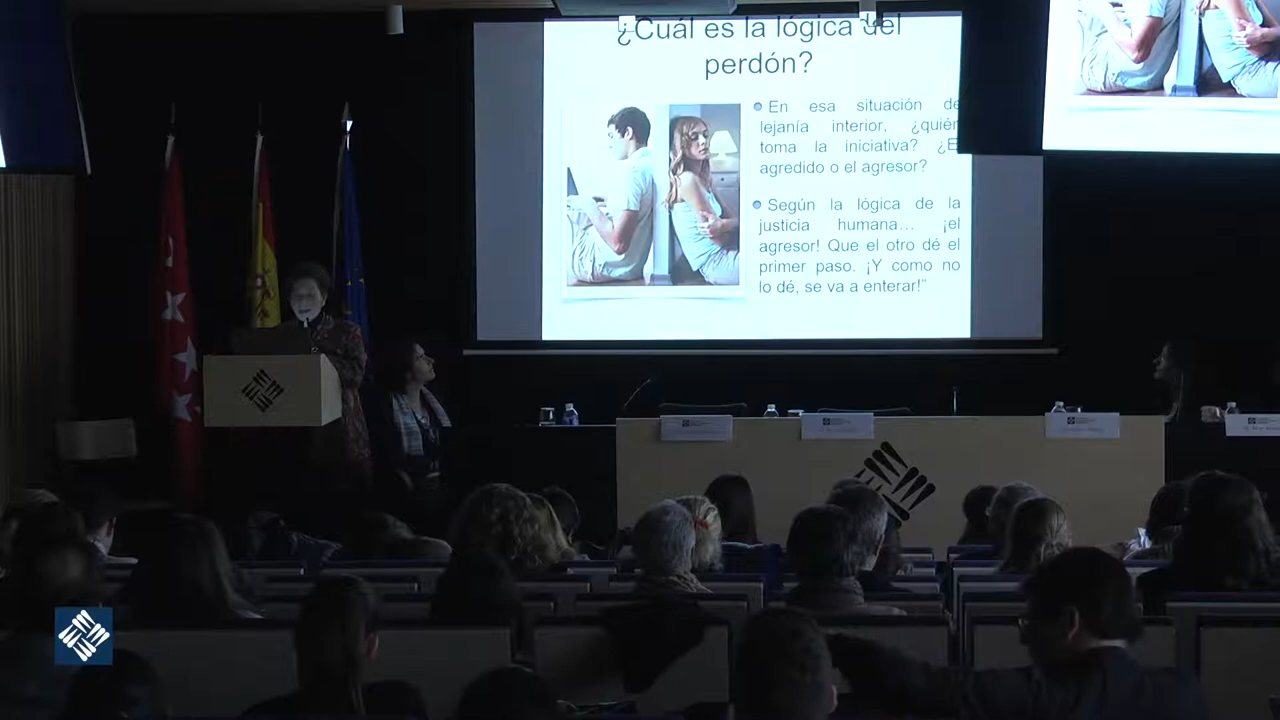 ¿Cuál es la lógica del
perdón?
En esa situación de
lejanía interior, ¿quién
toma la iniciativa? ¿E
agredido o el agresor?
Según la lógica de la
justicia humana… ¡el
agresor! Que el otro dé el
primer paso. ¡Y como no
lo dé, se va a enterar!”